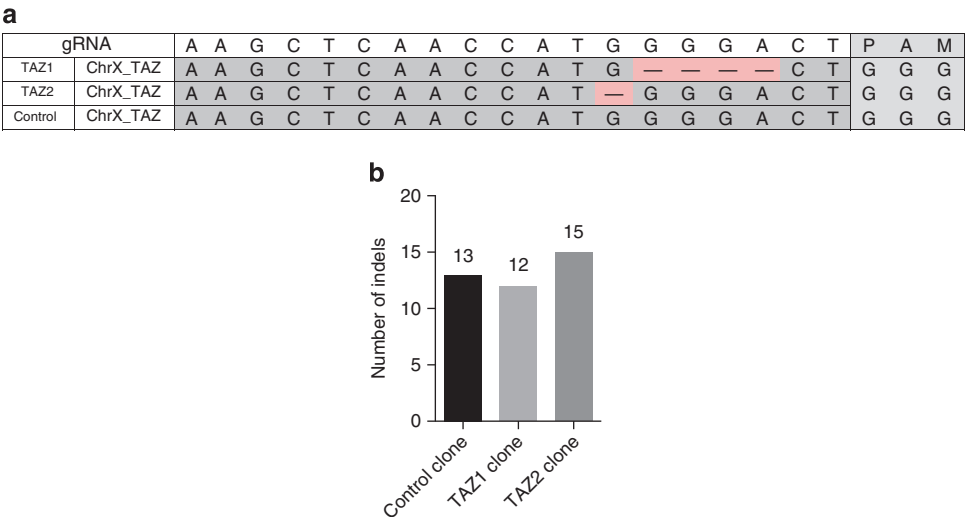 a
gRNA A A G C T C A A C C A T G G G G A C T P A M
TAZ1 ChrX_TAZ A A G C T C A A C C A T G — — — — C T G G G
TAZ2 ChrX_TAZ A A G C T C A A C C A T — G G G A C T G G G
Control ChrX_TAZ A A G C T C A A C C A T G G G G A C T G G G
b
20
15
10
5
0
Number of indels
13
12
15
Control clone
TAZ1 clone
TAZ2 clone